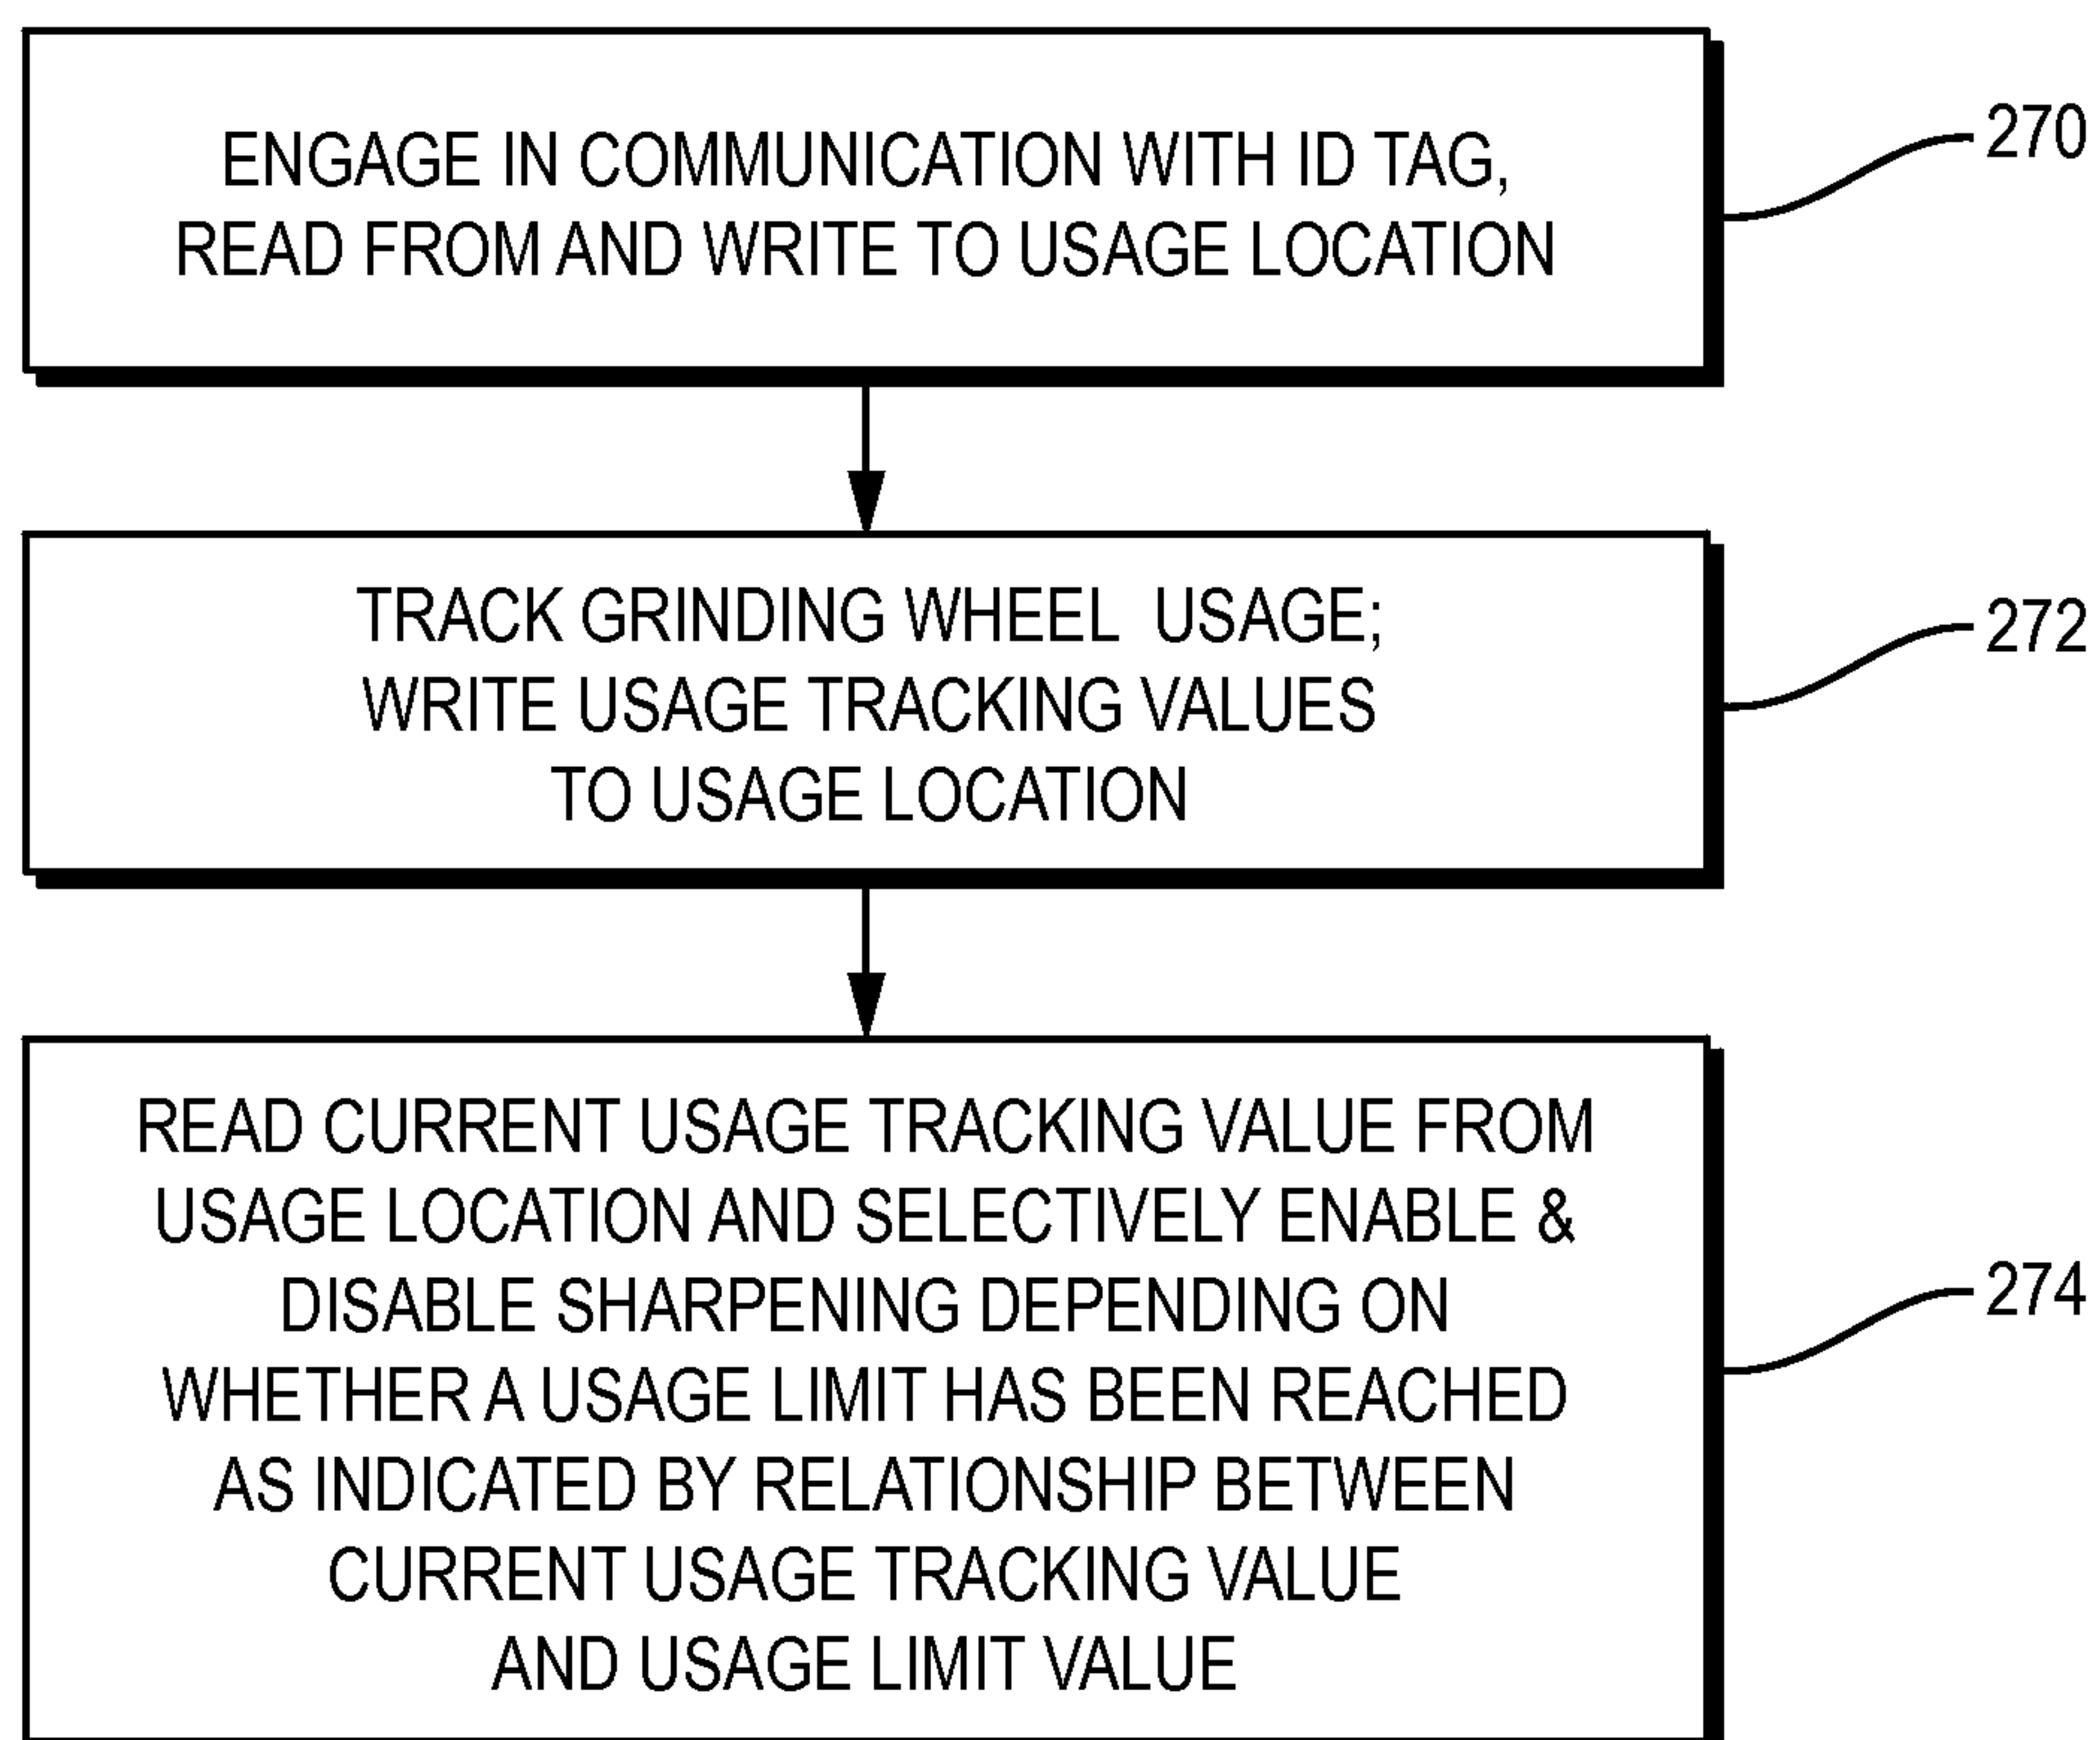 ENGAGE IN COMMUNICATION WITH ID TAG,
READ FROM AND WRITE TO USAGE LOCATION
270
TRACK GRINDING WHEEL USAGE;
WRITE USAGE TRACKING VALUES
TO USAGE LOCATION
272
READ CURRENT USAGE TRACKING VALUE FROM
USAGE LOCATION AND SELECTIVELY ENABLE &
DISABLE SHARPENING DEPENDING ON
WHETHER A USAGE LIMIT HAS BEEN REACHED
AS INDICATED BY RELATIONSHIP BETWEEN
CURRENT USAGE TRACKING VALUE
AND USAGE LIMIT VALUE
274